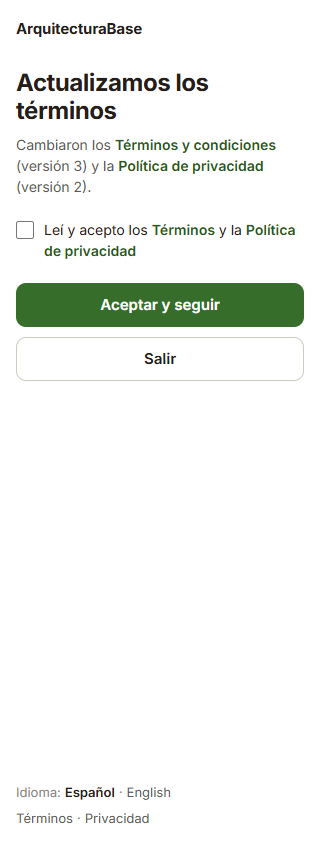 ArquitecturaBase
Actualizamos los
términos
Cambiaron los Términos y condiciones
(versión 3) y la Política de privacidad
(versión 2).
Leí y acepto los Términos y la Política
de privacidad
Aceptar y seguir
Salir
Idioma: Español · English
Términos · Privacidad